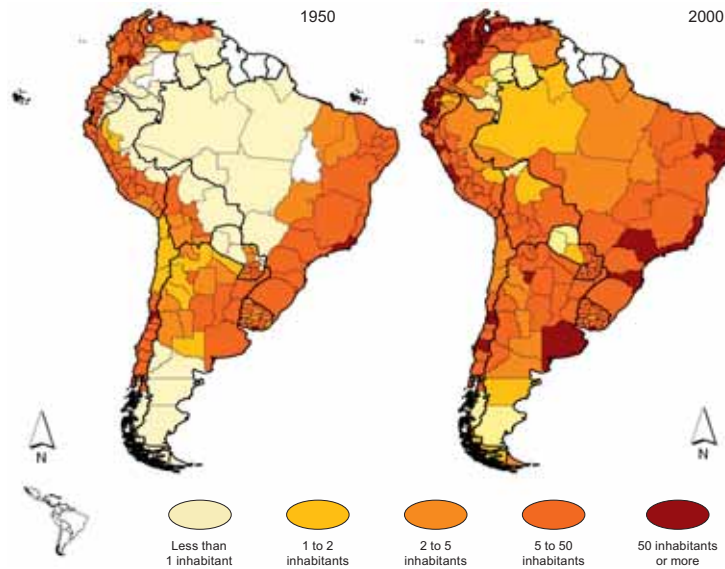 1950
2000
N
N
Less than
1 inhabitant
1 to 2
inhabitants
2 to 5
inhabitants
5 to 50
inhabitants
50 inhabitants
or more